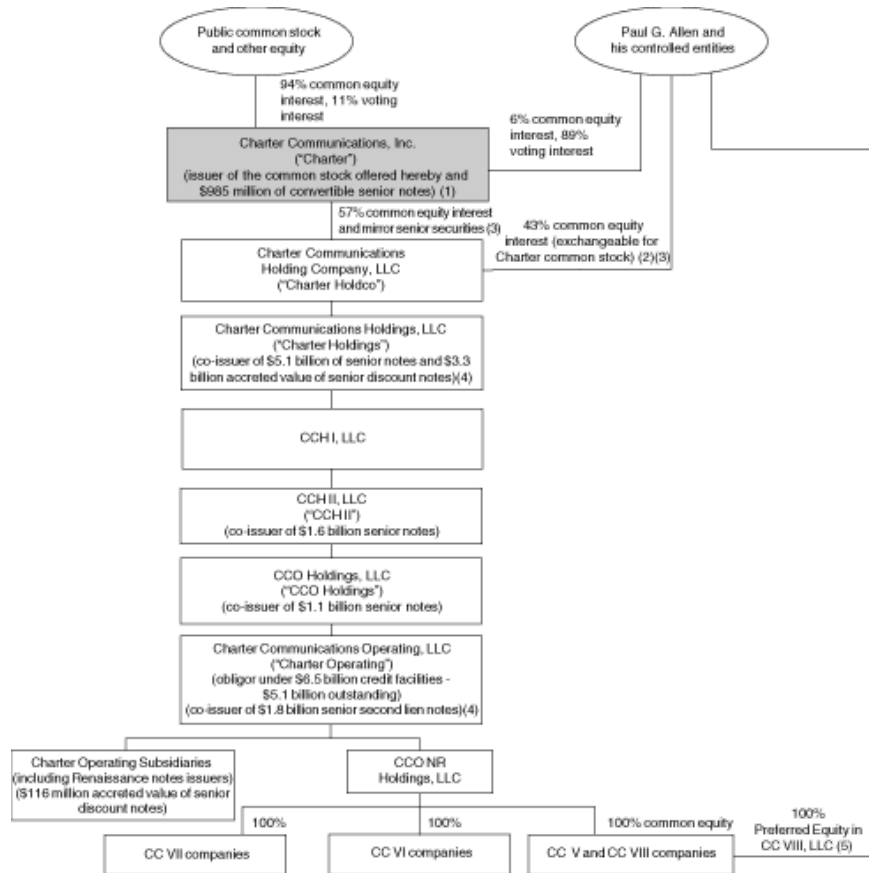 Public common stock
and other equity
Paul G. Allen and
his controlled entities
94% common equity
interest, 11% voting
interest
6% common equity
interest, 89%
voting interest
Charter Communications, Inc.
("Charter")
(issuer of the common stock offered hereby and
$985 million of convertible senior notes) (1)
57% common equity interest
and mirror senior securities (3)
43% common equity
interest (exchangeable for
Charter common stock) (2)(3)
Charter Communications
Holding Company, LLC
("Charter Holdco")
Charter Communications Holdings, LLC
("Charter Holdings")
(co-issuer of $5.1 billion of senior notes and $3.3
billion accreted value of senior discount notes)(4)
CCH I, LLC
CCH II, LLC
("CCH II")
(co-issuer of $1.6 billion senior notes)
CCO Holdings, LLC
("CCO Holdings")
(co-issuer of $1.1 billion senior notes)
Charter Communications Operating, LLC
("Charter Operating")
(obligor under $6.5 billion credit facilities -
$5.1 billion outstanding)
(co-issuer of $1.8 billion senior second lien notes)(4)
Charter Operating Subsidiaries
(including Renaissance notes issuers)
($116 million accreted value of senior
discount notes)
CCO NR
Holdings, LLC
100%
100%
100% common equity
100%
Preferred Equity in
CC VIII, LLC (5)
CC VII companies
CC VI companies
CC V and CC VIII companies